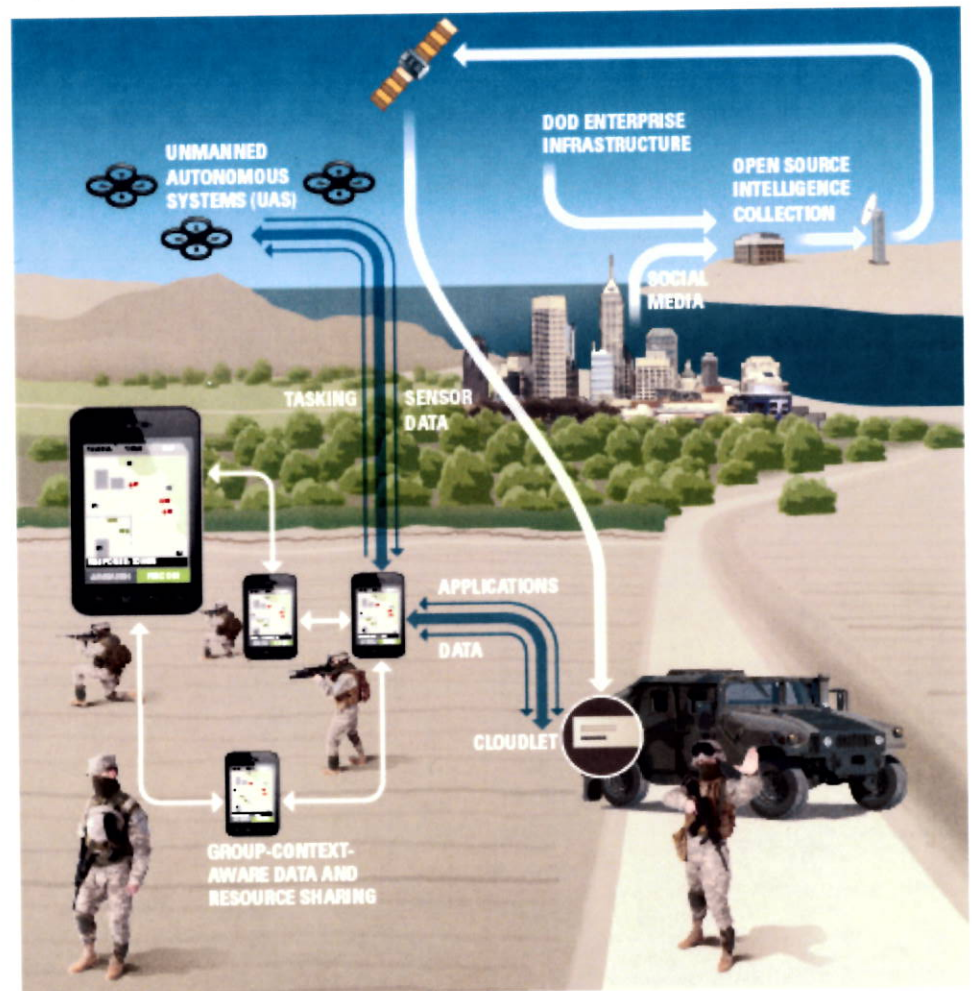 UNMANNED
AUTONOMOUS
SYSTEMS (UAS)
DOD ENTERPRISE
INFRASTRUCTURE
OPEN SOURCE
INTELLIGENCE
COLLECTION
SOCIAL
MEDIA
TASKING
SENSOR
DATA
APPLICATIONS
DATA
CLOUDLET
GROUP-CONTEXT-
AWARE DATA AND
RESOURCE SHARING